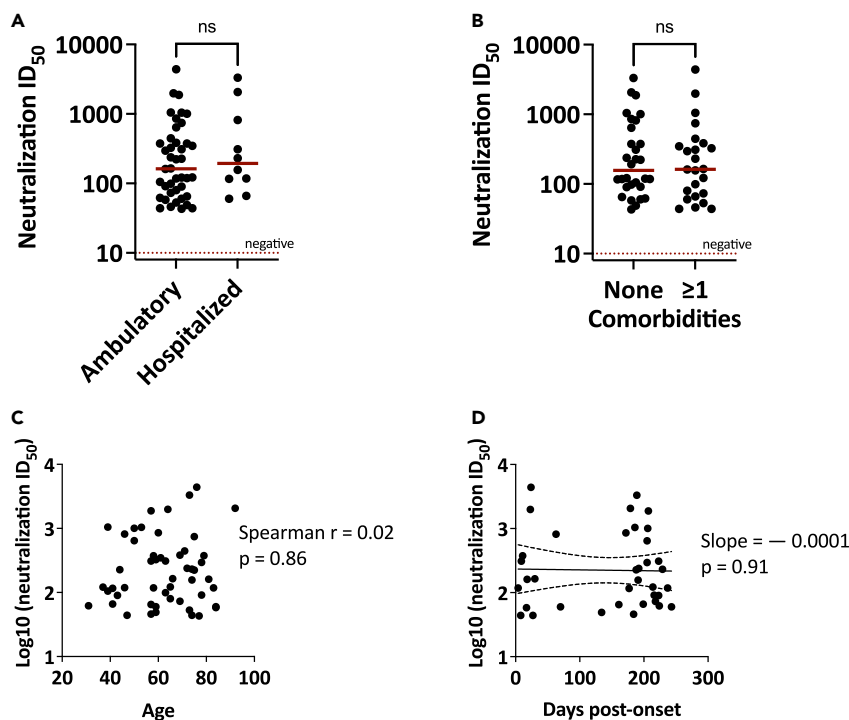 A
ns
Neutralization ID50
10000
1000
100
10
negative
Ambulatory
Hospitalized
B
ns
Neutralization ID50
10000
1000
100
10
negative
None ≥1
Comorbidities
C
Log10 (neutralization ID50)
4
3
2
1
20 40 60 80 100
Age
Spearman r = 0.02
p = 0.86
D
Log10 (neutralization ID50)
4
3
2
1
0 100 200 300
Days post-onset
Slope = — 0.0001
p = 0.91